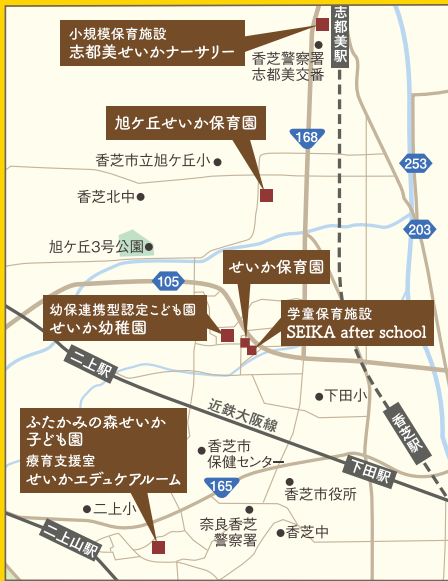 小規模保育施設
志都美せいかナーサリー
志都美駅
香芝警察署
志都美交番
旭ケ丘せいか保育園
168
香芝市立旭ケ丘小
253
香芝北中
203
旭ケ丘3号公園
せいか保育園
105
幼保連携型認定こども園
せいか幼稚園
学童保育施設
SEIKA after school
二上駅
近鉄大阪線
下田小
香芝駅
ふたかみの森せいか
子ども園
療育支援室
せいかエデュケアルーム
香芝市
保健センター
下田駅
165
香芝市役所
二上小
奈良香芝
警察署
香芝中
二上山駅